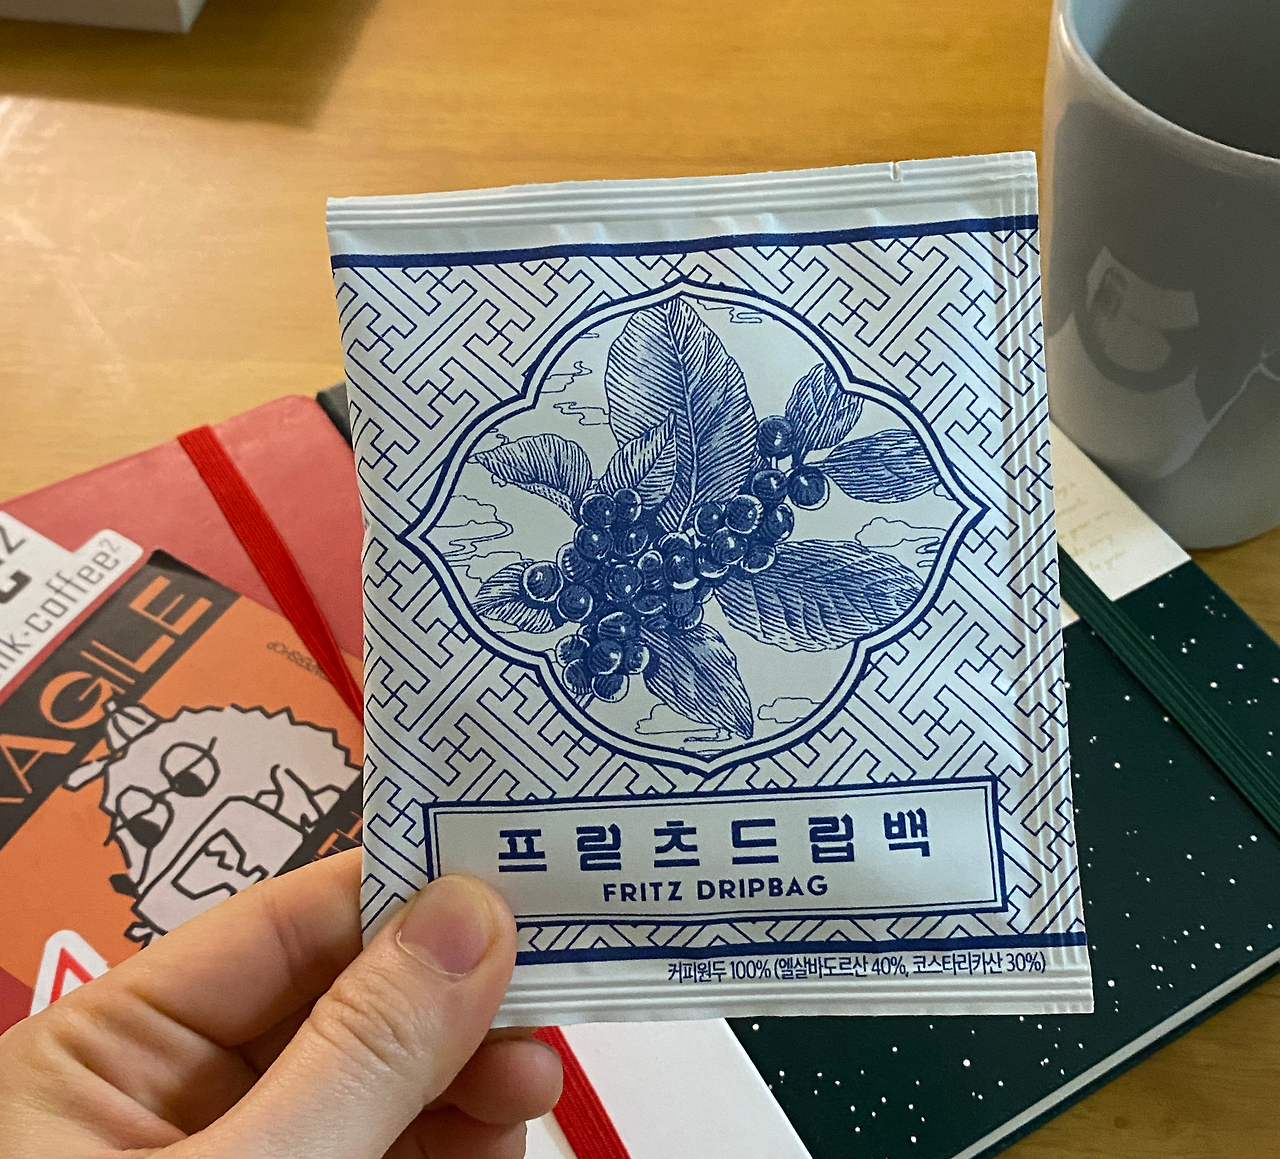 프릳츠드립백
FRITZ DRIPBAG
커피원두 100% (엘살바도르산 40%, 코스타리카산 30%)
coffee²
AGILE